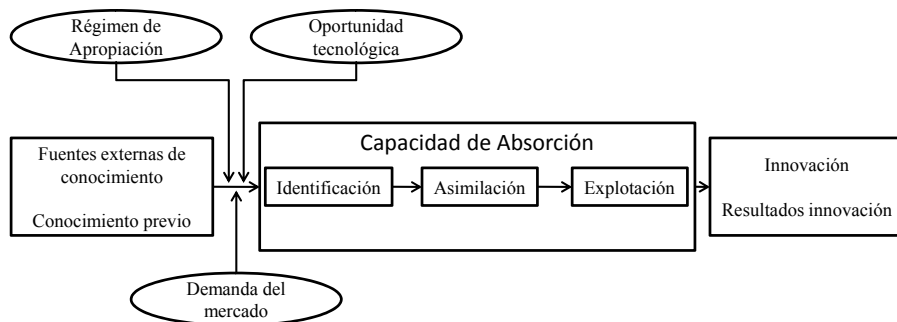 Régimen de
Apropiación
Oportunidad
tecnológica
Capacidad de Absorción
Fuentes externas de
conocimiento
Conocimiento previo
Identificación
Asimilación
Explotación
Innovación
Resultados innovación
Demanda del
mercado